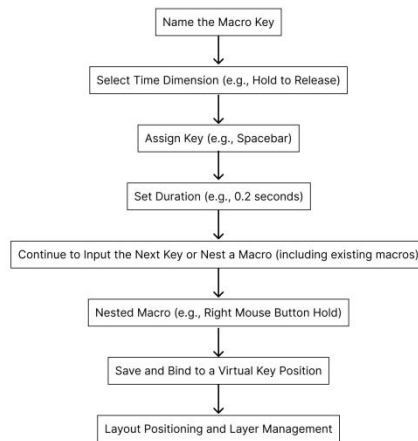 Name the Macro Key
Select Time Dimension (e.g., Hold to Release)
Assign Key (e.g., Spacebar)
Set Duration (e.g., 0.2 seconds)
Continue to Input the Next Key or Nest a Macro (including existing macros)
Nested Macro (e.g., Right Mouse Button Hold)
Save and Bind to a Virtual Key Position
Layout Positioning and Layer Management